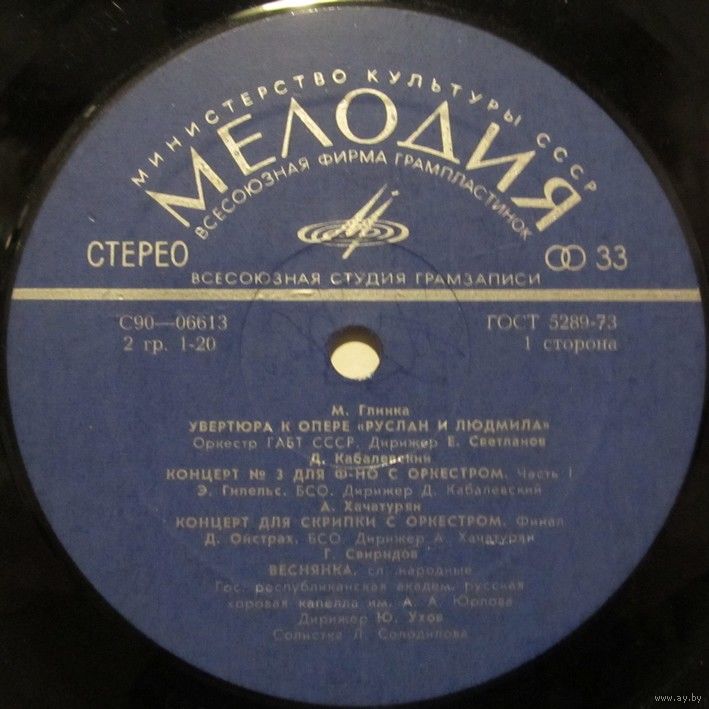 МИНИСТЕРСТВО КУЛЬТУРЫ СССР
МЕЛОДИЯ
ВСЕСОЮЗНАЯ ФИРМА ГРАМПЛАСТИНОК
СТЕРЕО
33
ВСЕСОЮЗНАЯ СТУДИЯ ГРАМЗАПИСИ
С90—06613 ГОСТ 5289-73
2 гр. 1-20 1 сторона
М. Глинка
УВЕРТЮРА К ОПЕРЕ «РУСЛАН И ЛЮДМИЛА»
Оркестр ГАБТ СССР. Дирижер Е. Светланов
Д. Кабалевский
КОНЦЕРТ № 3 ДЛЯ Ф-НО С ОРКЕСТРОМ. Часть I
Э. Гилельс, БСО. Дирижер Д. Кабалевский
А. Хачатурян
КОНЦЕРТ ДЛЯ СКРИПКИ С ОРКЕСТРОМ. Финал
Д. Ойстрах, БСО. Дирижер А. Хачатурян
Г. Свиридов
ВЕСНЯНКА, сл. народные
Гос. республиканская академ. русская
хоровая капелла им. А. А. Юрлова
Дирижер Ю. Ухов
Солистка Л. Солодилова
www.ay.by